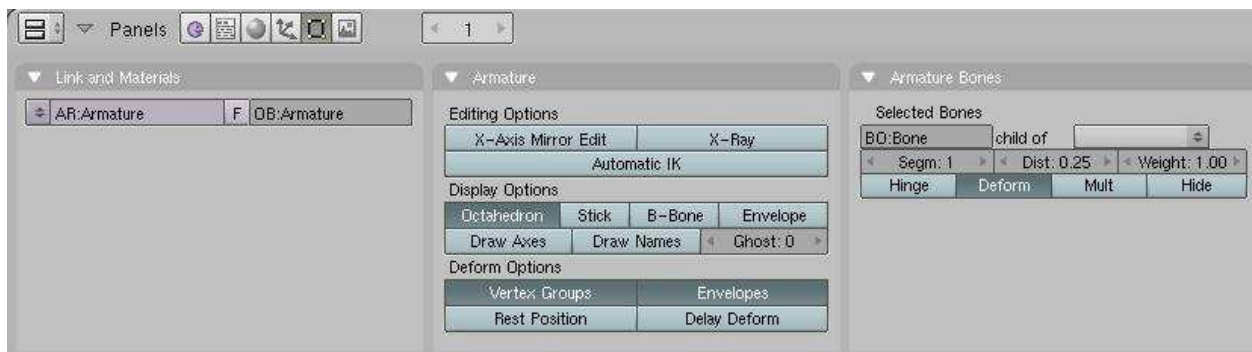 Panels 1
Link and Materials
AR:Armature F OB:Armature
Armature
Editing Options
X-Axis Mirror Edit X-Ray
Automatic IK
Display Options
Octahedron Stick B-Bone Envelope
Draw Axes Draw Names Ghost: 0
Deform Options
Vertex Groups Envelopes
Rest Position Delay Deform
Armature Bones
Selected Bones
BO:Bone child of
Segm: 1 Dist: 0.25 Weight: 1.00
Hinge Deform Mult Hide